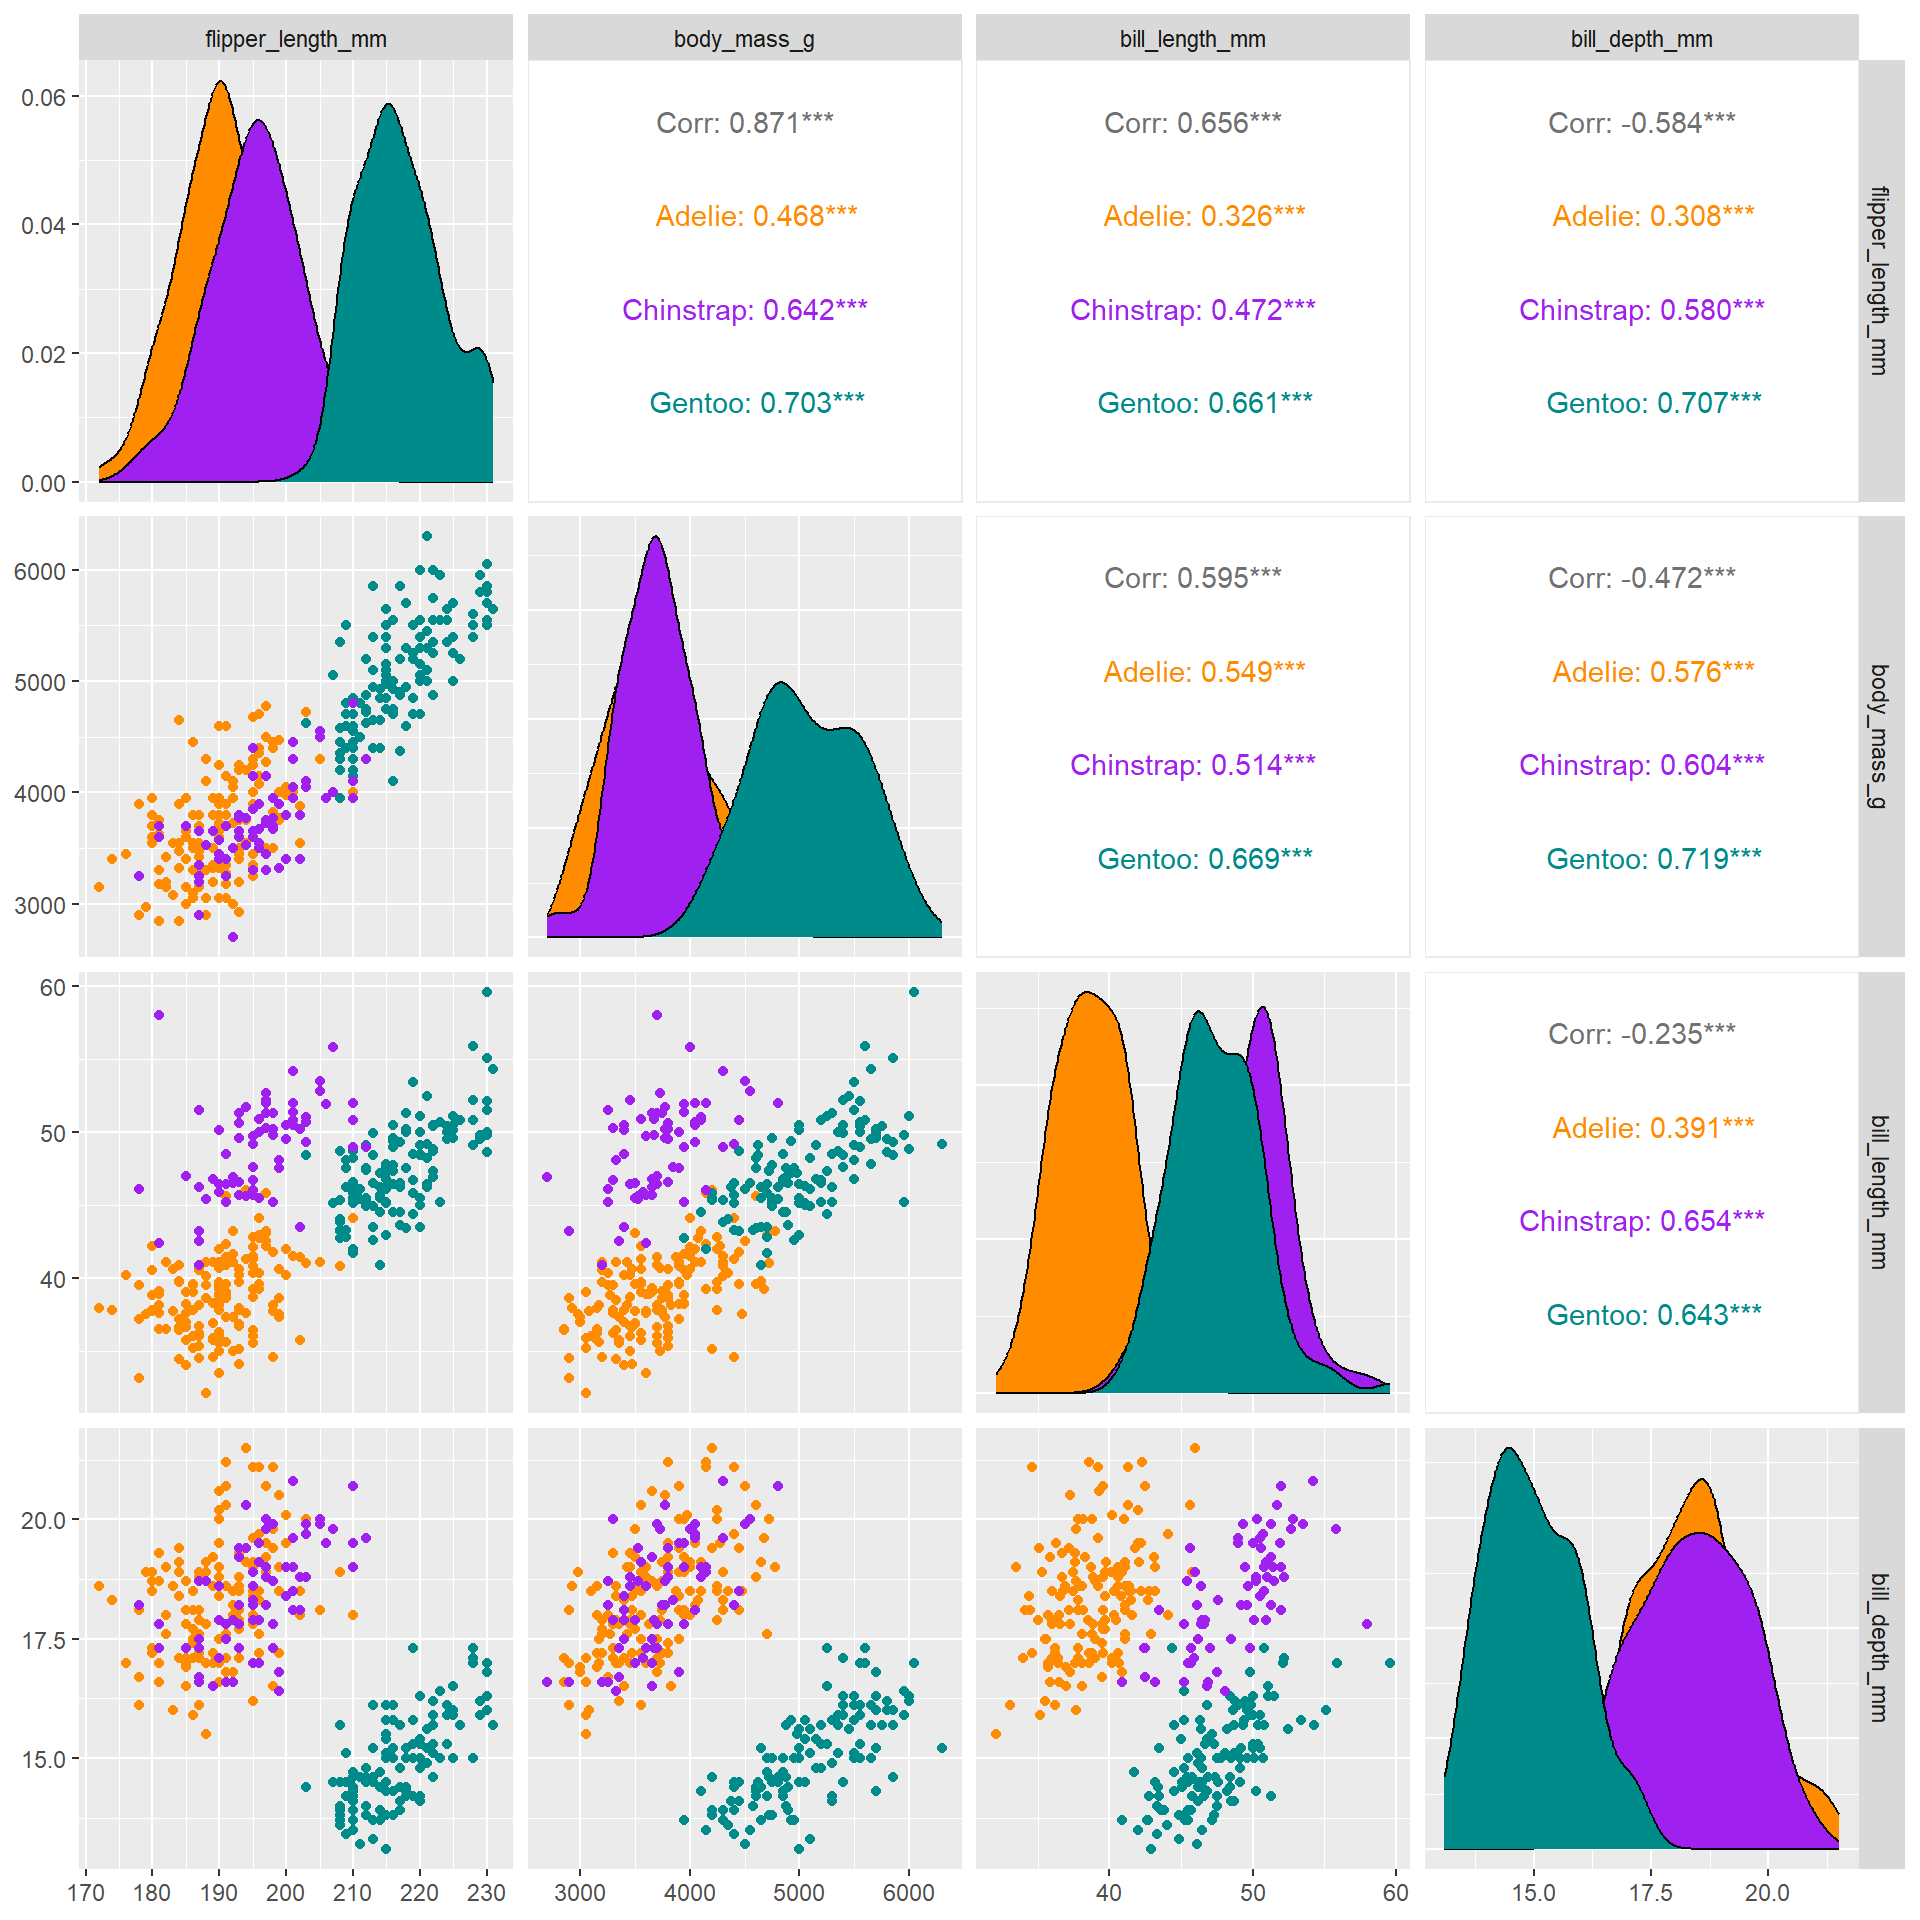 flipper_length_mm
body_mass_g
bill_length_mm
bill_depth_mm
0.06
0.04
0.02
0.00
Corr: 0.871***
Adelie: 0.468***
Chinstrap: 0.642***
Gentoo: 0.703***
Corr: 0.656***
Adelie: 0.326***
Chinstrap: 0.472***
Gentoo: 0.661***
Corr: -0.584***
Adelie: 0.308***
Chinstrap: 0.580***
Gentoo: 0.707***
flipper_length_mm
6000
5000
4000
3000
Corr: 0.595***
Adelie: 0.549***
Chinstrap: 0.514***
Gentoo: 0.669***
Corr: -0.472***
Adelie: 0.576***
Chinstrap: 0.604***
Gentoo: 0.719***
body_mass_g
60
50
40
Corr: -0.235***
Adelie: 0.391***
Chinstrap: 0.654***
Gentoo: 0.643***
bill_length_mm
20.0
17.5
15.0
bill_depth_mm
170 180 190 200 210 220 230
3000 4000 5000 6000
40 50 60
15.0 17.5 20.0